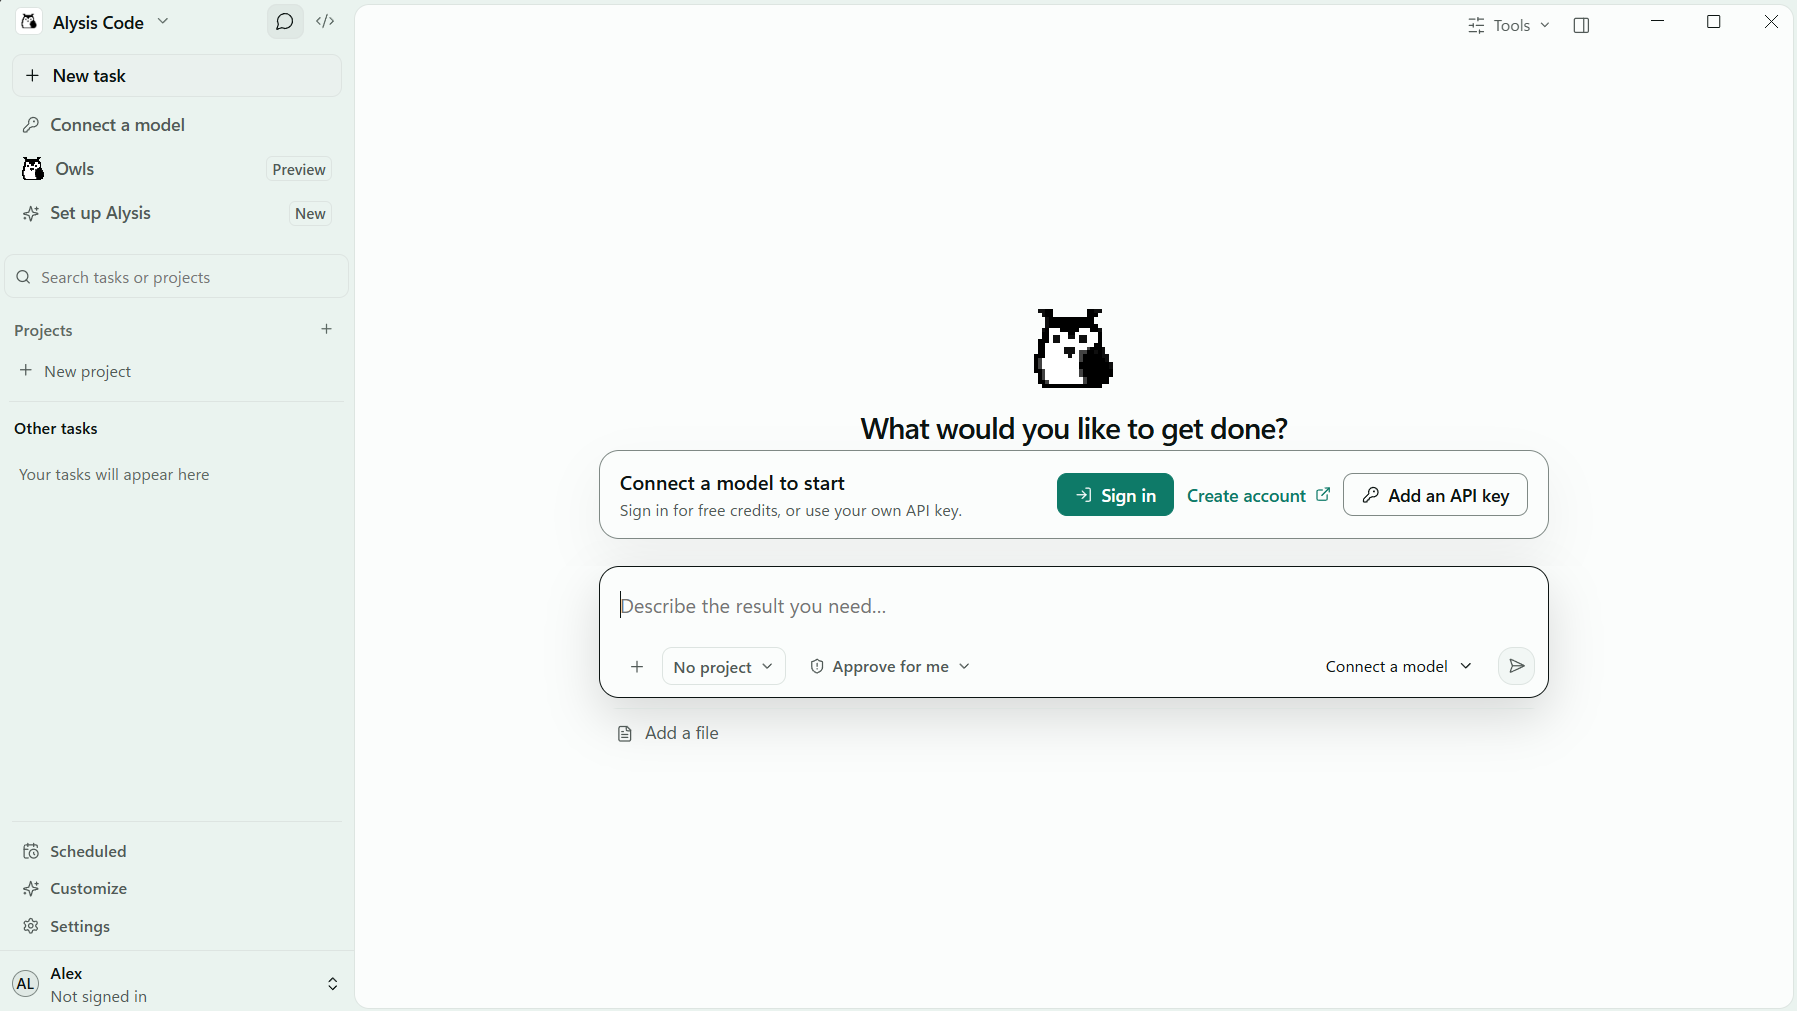 Alysis Code
New task
Connect a model
Owls
Preview
Set up Alysis
New
Search tasks or projects
Projects
New project
Other tasks
Your tasks will appear here
Scheduled
Customize
Settings
AL
Alex
Not signed in
Tools
What would you like to get done?
Connect a model to start
Sign in for free credits, or use your own API key.
Sign in
Create account
Add an API key
Describe the result you need...
No project
Approve for me
Connect a model
Add a file